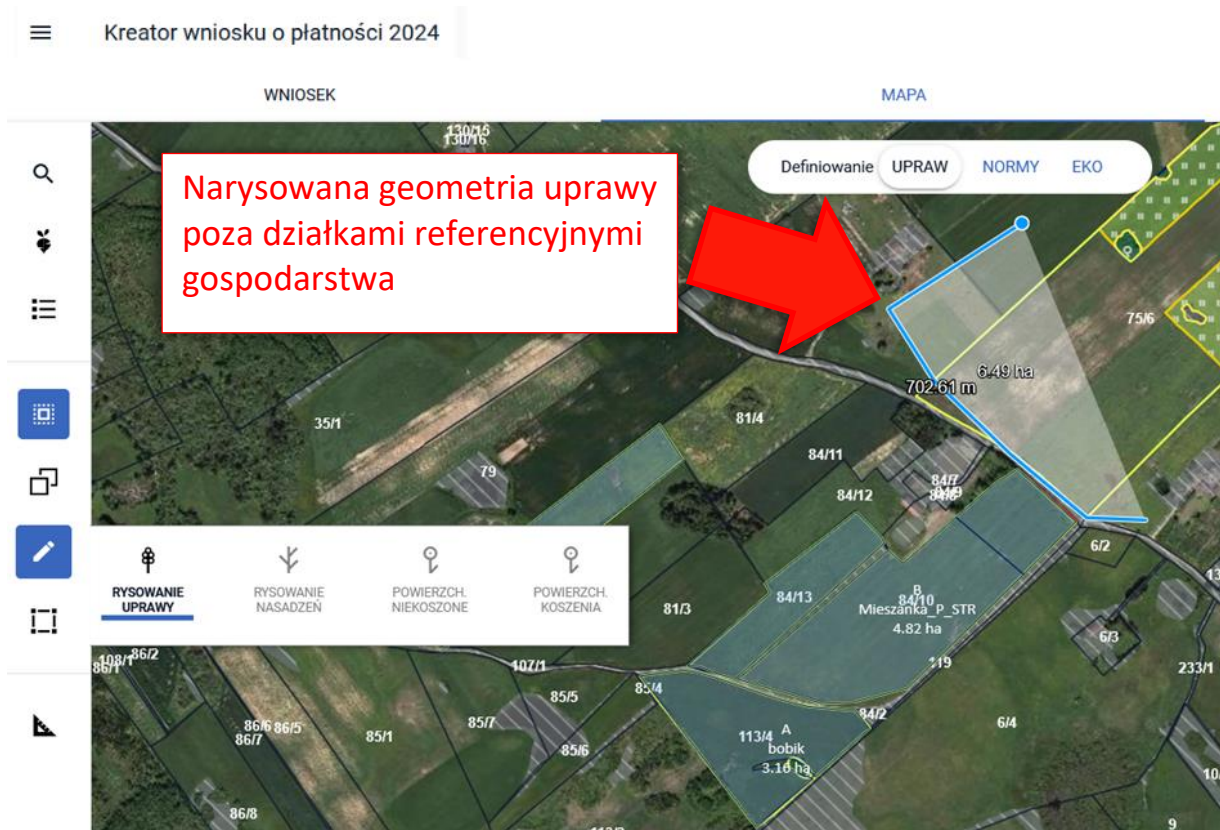 Kreator wniosku o płatności 2024
WNIOSEK
MAPA
130/15
130/16
Definiowanie UPRAW NORMY EKO
Narysowana geometria uprawy
poza działkami referencyjnymi
gospodarstwa
75/6
6.49 ha
702.61 m
35/1
81/4
79
84/11
84/12
84/7
6/2
RYSOWANIE
UPRAWY
RYSOWANIE
NASADZEŃ
POWIERZCH.
NIEKOSZONE
POWIERZCH.
KOSZENIA
81/3
84/13
B
84/10
Mieszanka_P_STR
4.82 ha
6/3
119
233/1
108/1
86/2
86/1
107/1
85/4
85/5
84/2
86/6
86/5
86/7
85/1
85/7
85/6
113/4
A
bobik
3.16 ha
6/4
86/8
9